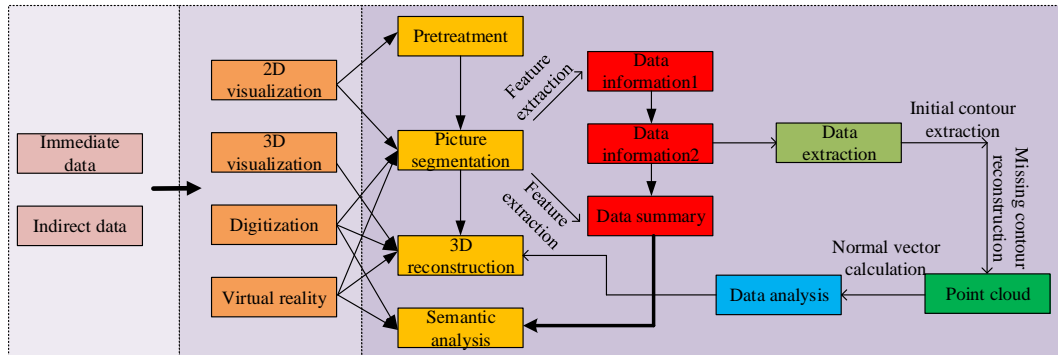 Immediate
data
Indirect data
2D
visualization
3D
visualization
Digitization
Virtual reality
Pretreatment
Picture
segmentation
3D
reconstruction
Semantic
analysis
Feature
extraction
Feature
extraction
Data
information1
Data
information2
Data summary
Data
extraction
Initial contour
extraction
Missing contour
reconstruction
Normal vector
calculation
Data analysis
Point cloud